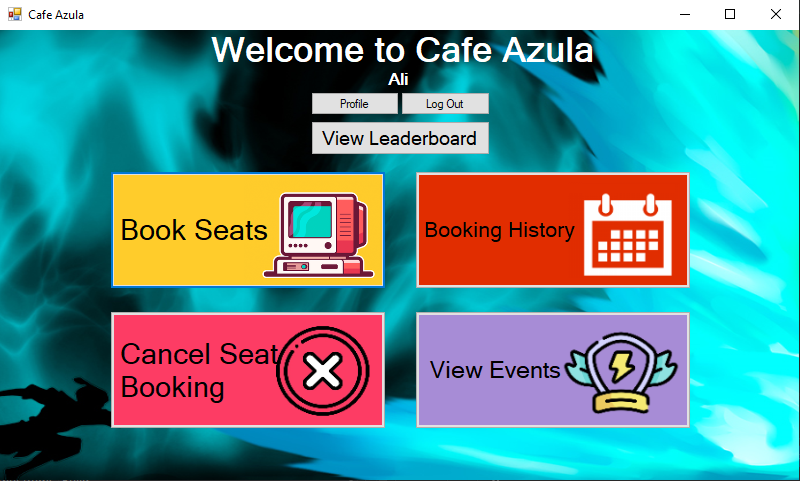 Cafe Azula
Welcome to Cafe Azula
Ali
Profile Log Out
View Leaderboard
Book Seats
Booking History
Cancel Seat
Booking
View Events